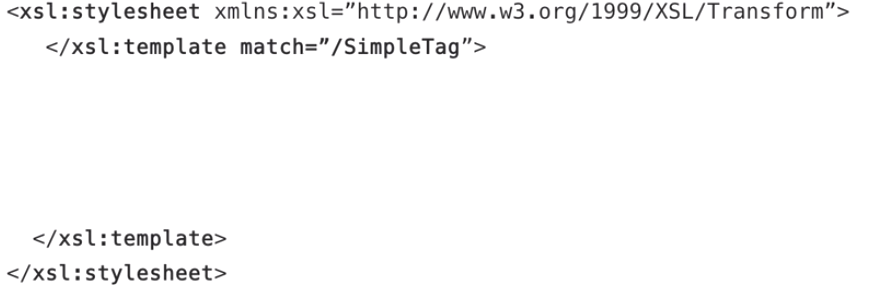 <xsl:stylesheet xmlns:xsl=”http://www.w3.org/1999/XSL/Transform”>
</xsl:template match=”/SimpleTag”>
</xsl:template>
</xsl:stylesheet>